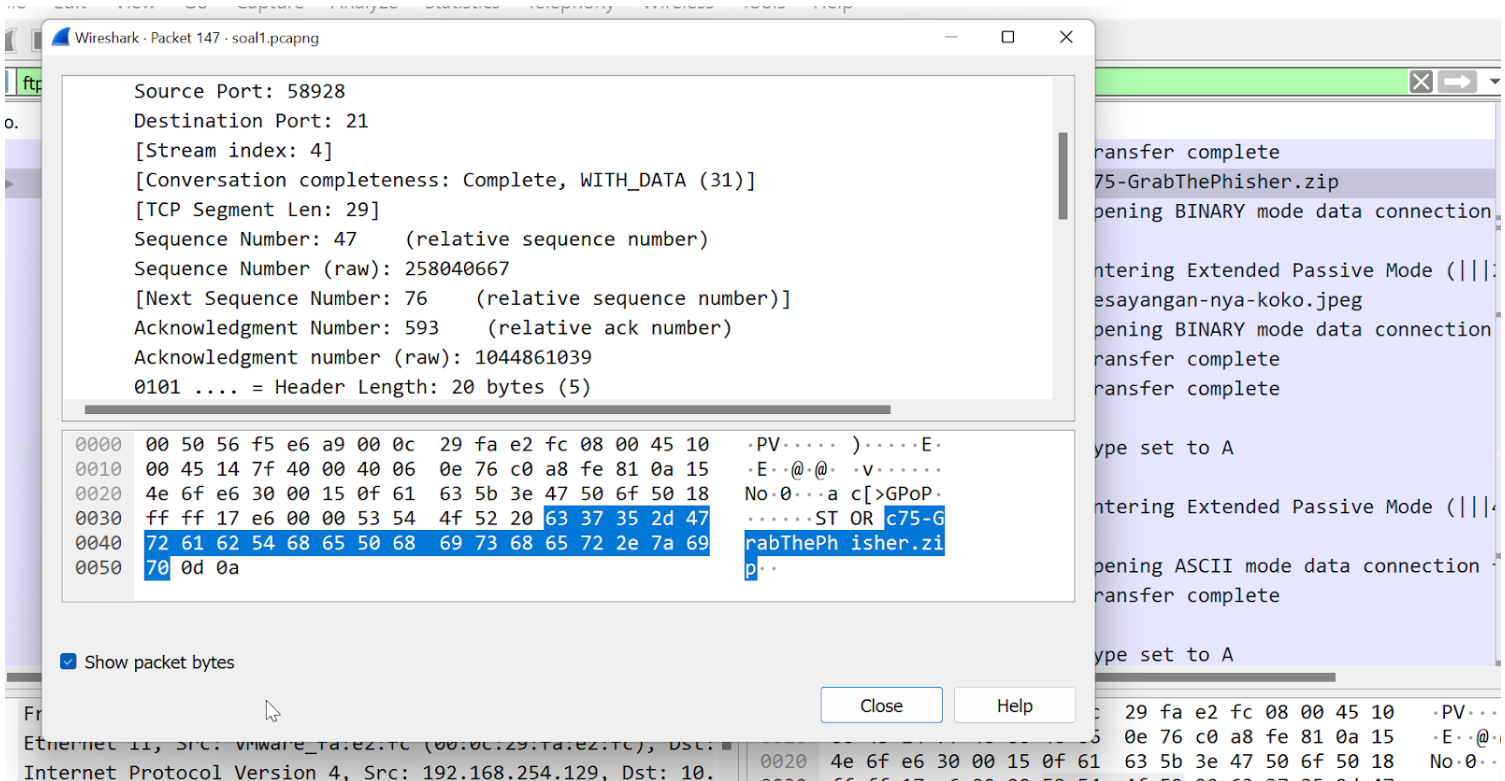 Edit View Go Capture Analyze Statistics Telephony Wireless Tools Help
Wireshark · Packet 147 · soal1.pcapng
ftp
Source Port: 58928
Destination Port: 21
[Stream index: 4]
[Conversation completeness: Complete, WITH_DATA (31)]
[TCP Segment Len: 29]
Sequence Number: 47    (relative sequence number)
Sequence Number (raw): 258040667
[Next Sequence Number: 76    (relative sequence number)]
Acknowledgment Number: 593    (relative ack number)
Acknowledgment number (raw): 1044861039
0101 .... = Header Length: 20 bytes (5)
0000  00 50 56 f5 e6 a9 00 0c  29 fa e2 fc 08 00 45 10  ·PV·····  )·····E·
0010  00 45 14 7f 40 00 40 06  0e 76 c0 a8 fe 81 0a 15  ·E··@·@·  ·v······
0020  4e 6f e6 30 00 15 0f 61  63 5b 3e 47 50 6f 50 18  No·0···a  c[>GPoP·
0030  ff ff 17 e6 00 00 53 54  4f 52 20 63 37 35 2d 47  ······ST  OR c75-G
0040  72 61 62 54 68 65 50 68  69 73 68 65 72 2e 7a 69  rabThePh  isher.zi
0050  70 0d 0a  p··
Show packet bytes
Close
Help
o.
ransfer complete
75-GrabThePhisher.zip
pening BINARY mode data connection
ntering Extended Passive Mode (|||
esayangan-nya-koko.jpeg
pening BINARY mode data connection
ransfer complete
ransfer complete
ype set to A
ntering Extended Passive Mode (|||
pening ASCII mode data connection
ransfer complete
ype set to A
Fr
Ethernet II, Src: VMware_fa:e2:fc (00:0c:29:fa:e2:fc), Dst:
Internet Protocol Version 4, Src: 192.168.254.129, Dst: 10.
29 fa e2 fc 08 00 45 10  ·PV···
0e 76 c0 a8 fe 81 0a 15  ·E··@·
0020  4e 6f e6 30 00 15 0f 61  63 5b 3e 47 50 6f 50 18  No·0··